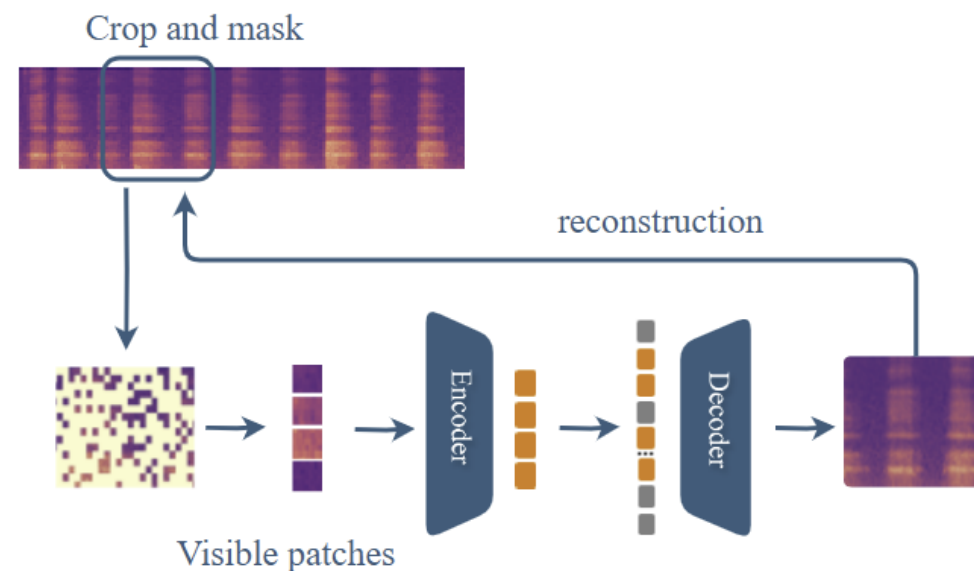 Crop and mask
reconstruction
Encoder
Decoder
Visible patches